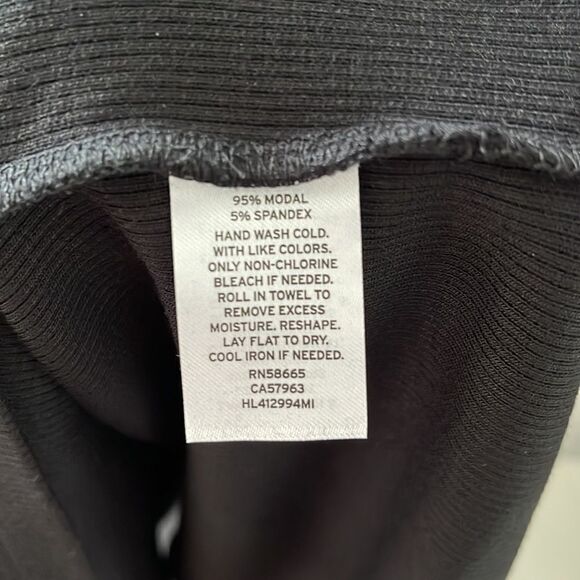 95% MODAL
5% SPANDEX
HAND WASH COLD.
WITH LIKE COLORS.
ONLY NON-CHLORINE
BLEACH IF NEEDED.
ROLL IN TOWEL TO
REMOVE EXCESS
MOISTURE. RESHAPE.
LAY FLAT TO DRY.
COOL IRON IF NEEDED.
RN58665
CA57963
HL412994MI